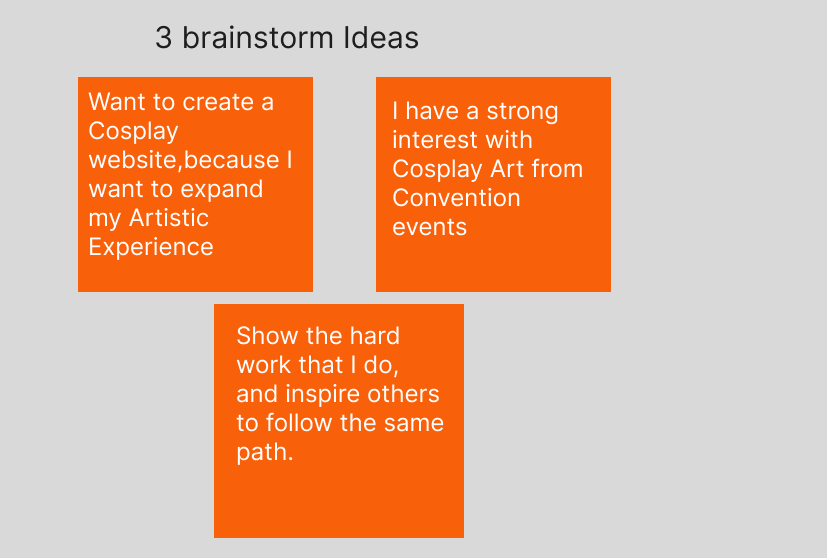 3 brainstorm Ideas
Want to create a
Cosplay
website,because I
want to expand
my Artistic
Experience
I have a strong
interest with
Cosplay Art from
Convention
events
Show the hard
work that I do,
and inspire others
to follow the same
path.